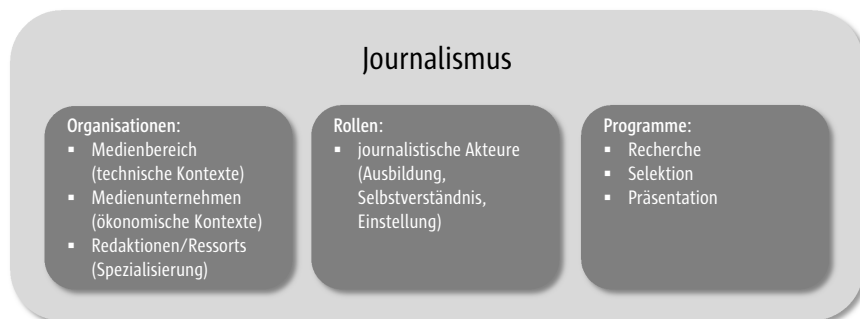 Journalismus
Organisationen:
▪ Medienbereich
(technische Kontexte)
▪ Medienunternehmen
(ökonomische Kontexte)
▪ Redaktionen/Ressorts
(Spezialisierung)
Rollen:
▪ journalistische Akteure
(Ausbildung,
Selbstverständnis,
Einstellung)
Programme:
▪ Recherche
▪ Selektion
▪ Präsentation